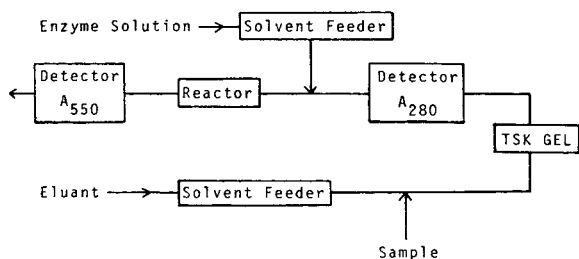 Enzyme Solution
Solvent Feeder
Detector
A550
Reactor
Detector
A280
TSK GEL
Eluant
Solvent Feeder
Sample